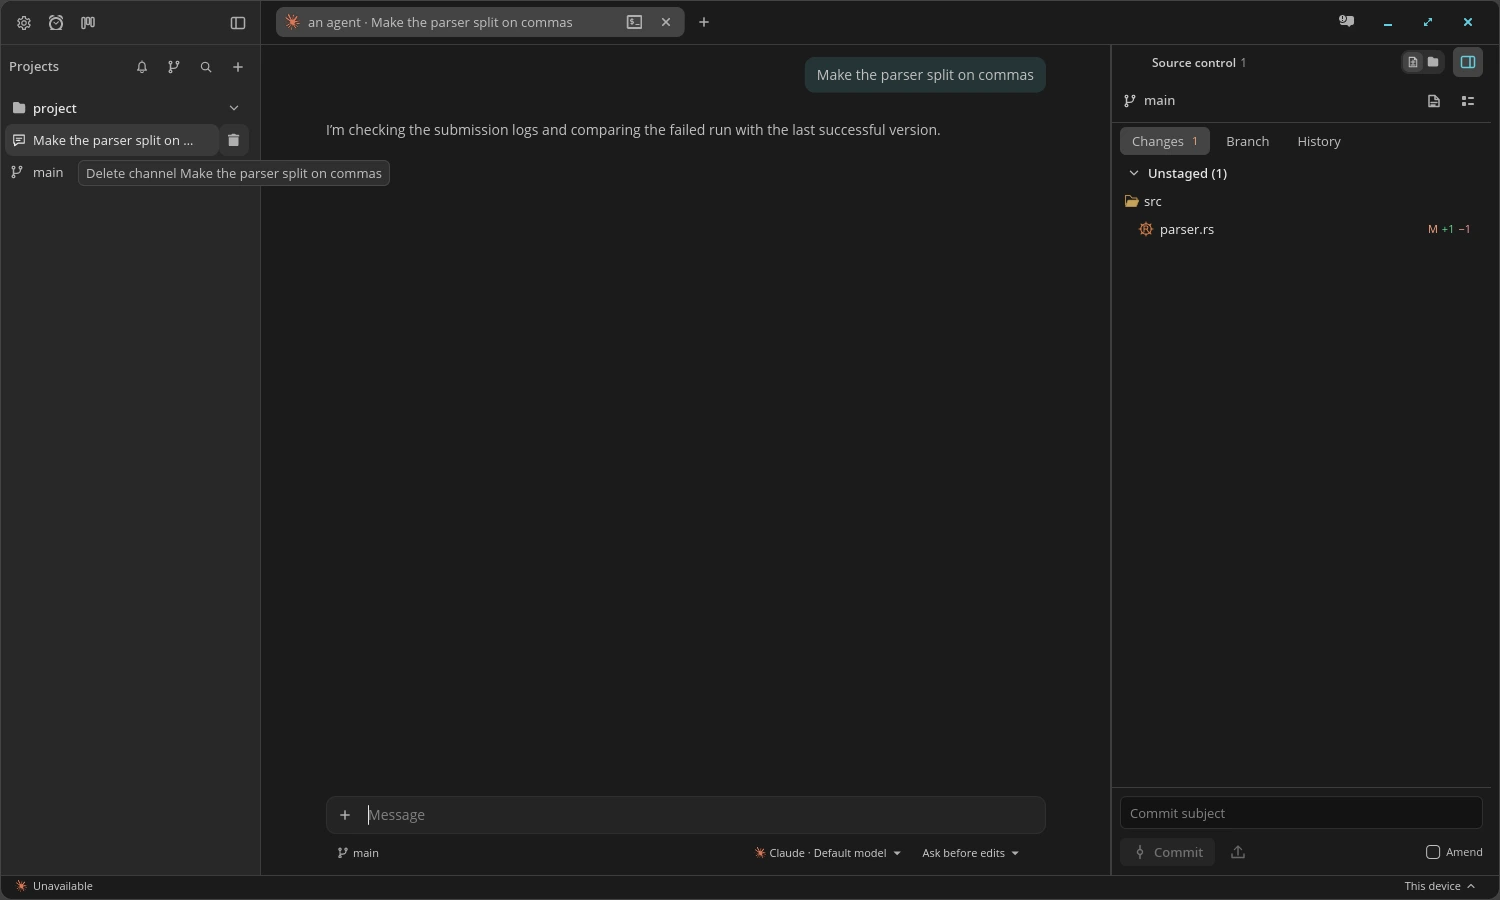 an agent · Make the parser split on commas
Projects
project
Make the parser split on ...
main
Delete channel Make the parser split on commas
Make the parser split on commas
I'm checking the submission logs and comparing the failed run with the last successful version.
Message
main
Claude · Default model
Ask before edits
Source control 1
main
Changes 1
Branch
History
Unstaged (1)
src
parser.rs
M +1 −1
Commit subject
Commit
Amend
Unavailable
This device